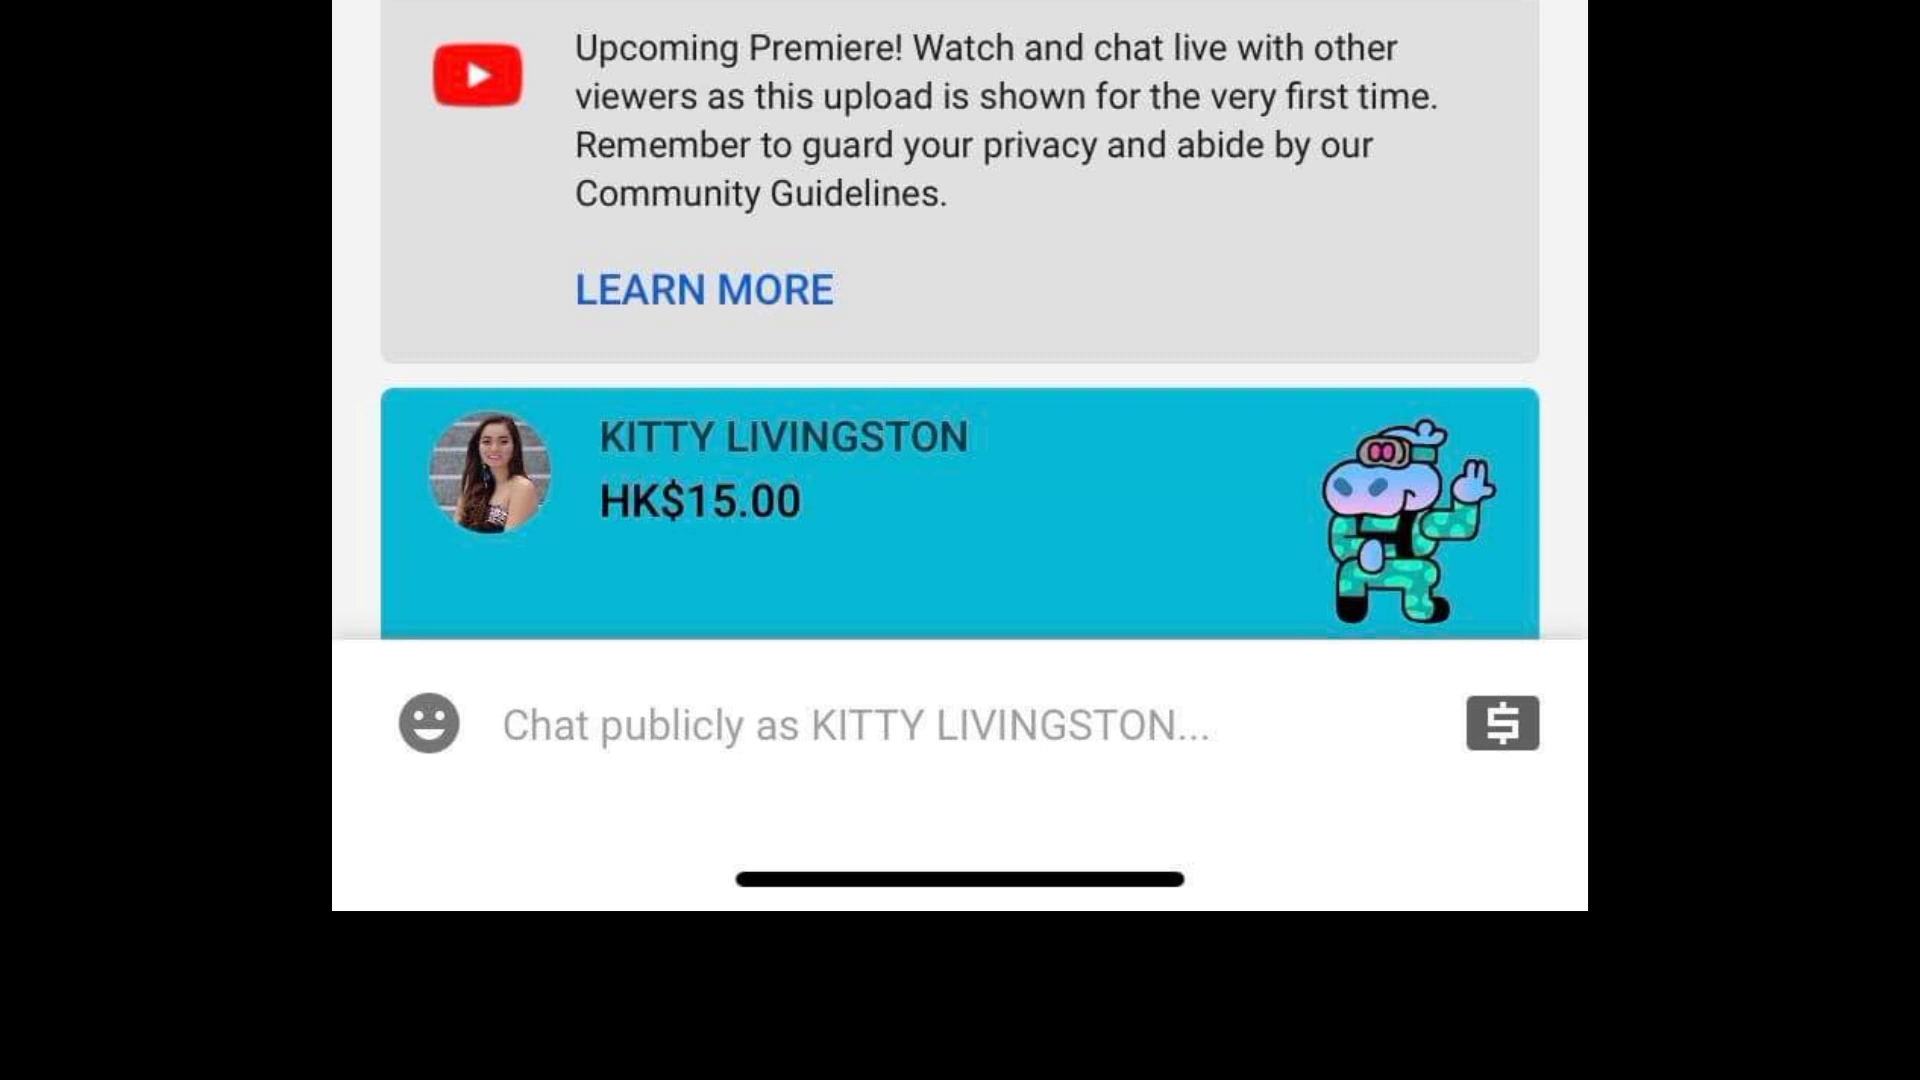 Upcoming Premiere! Watch and chat live with other
viewers as this upload is shown for the very first time.
Remember to guard your privacy and abide by our
Community Guidelines.
LEARN MORE
KITTY LIVINGSTON
HK$15.00
Chat publicly as KITTY LIVINGSTON...